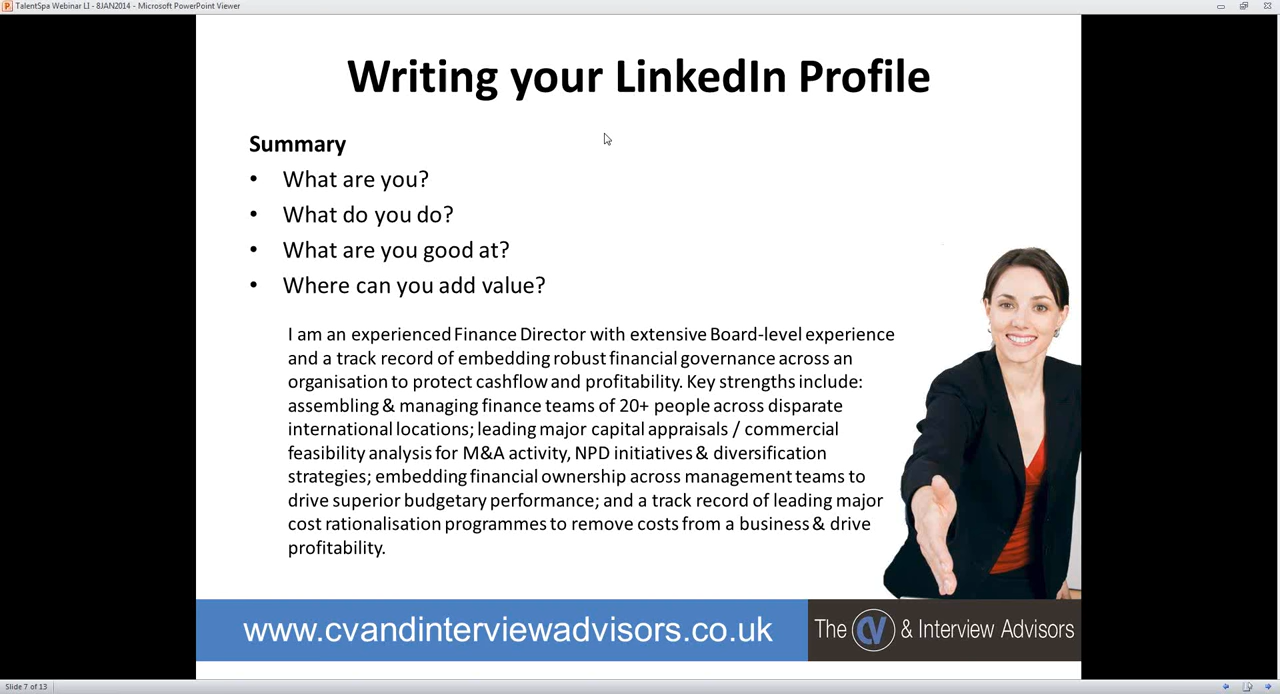 TalentSpa Webinar LI - 8JAN2014 - Microsoft PowerPoint Viewer
Writing your LinkedIn Profile
Summary
• What are you?
• What do you do?
• What are you good at?
• Where can you add value?
I am an experienced Finance Director with extensive Board-level experience
and a track record of embedding robust financial governance across an
organisation to protect cashflow and profitability. Key strengths include:
assembling & managing finance teams of 20+ people across disparate
international locations; leading major capital appraisals / commercial
feasibility analysis for M&A activity, NPD initiatives & diversification
strategies; embedding financial ownership across management teams to
drive superior budgetary performance; and a track record of leading major
cost rationalisation programmes to remove costs from a business & drive
profitability.
www.cvandinterviewadvisors.co.uk
The CV & Interview Advisors
Slide 7 of 13